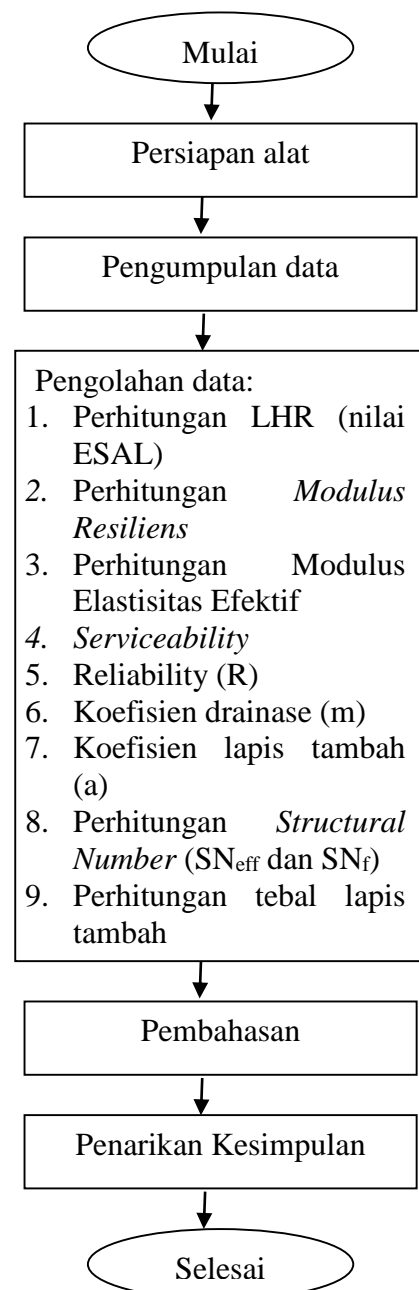 Mulai
Persiapan alat
Pengumpulan data
Pengolahan data:
1. Perhitungan LHR (nilai
ESAL)
2. Perhitungan Modulus
Resiliens
3. Perhitungan Modulus
Elastisitas Efektif
4. Serviceability
5. Reliability (R)
6. Koefisien drainase (m)
7. Koefisien lapis tambah
(a)
8. Perhitungan Structural
Number (SNeff dan SNf)
9. Perhitungan tebal lapis
tambah
Pembahasan
Penarikan Kesimpulan
Selesai